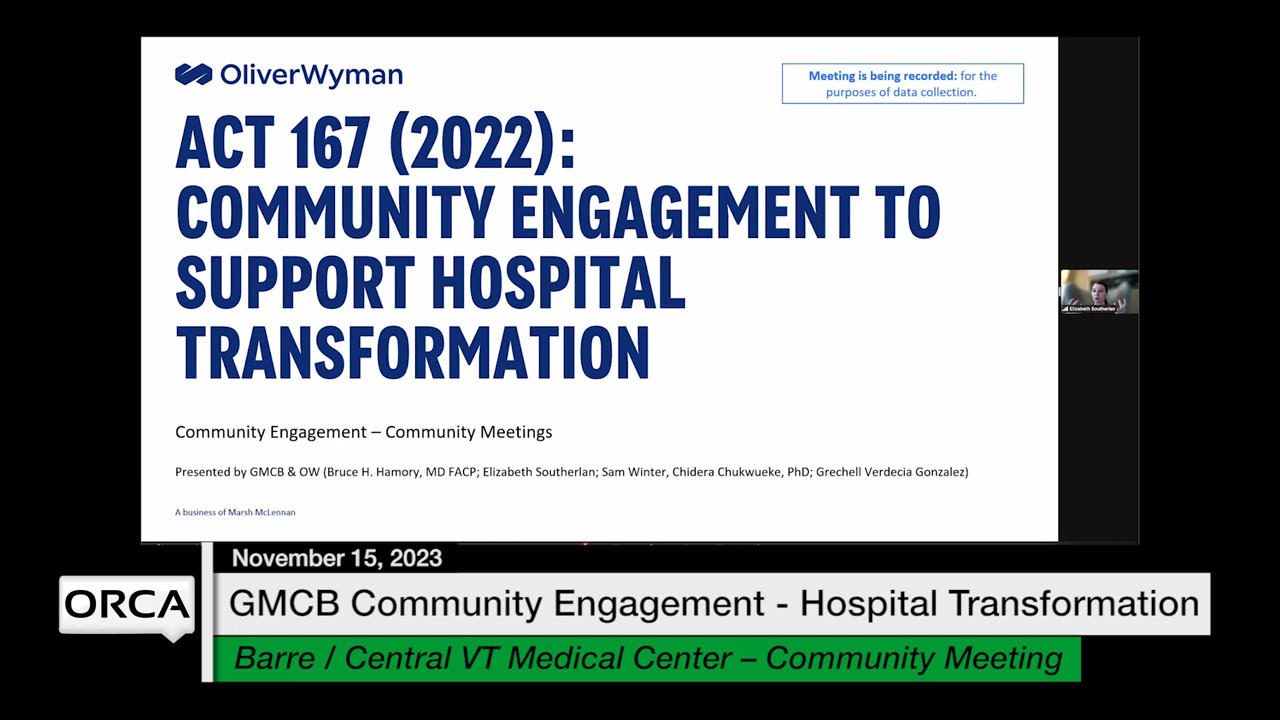 OliverWyman
Meeting is being recorded: for the
purposes of data collection.
ACT 167 (2022):
COMMUNITY ENGAGEMENT TO
SUPPORT HOSPITAL
TRANSFORMATION
Community Engagement – Community Meetings
Presented by GMCB & OW (Bruce H. Hamory, MD FACP; Elizabeth Southerlan; Sam Winter, Chidera Chukwueke, PhD; Grechell Verdecia Gonzalez)
A business of Marsh McLennan
Elizabeth Southerlan
November 15, 2023
ORCA
GMCB Community Engagement - Hospital Transformation
Barre / Central VT Medical Center – Community Meeting